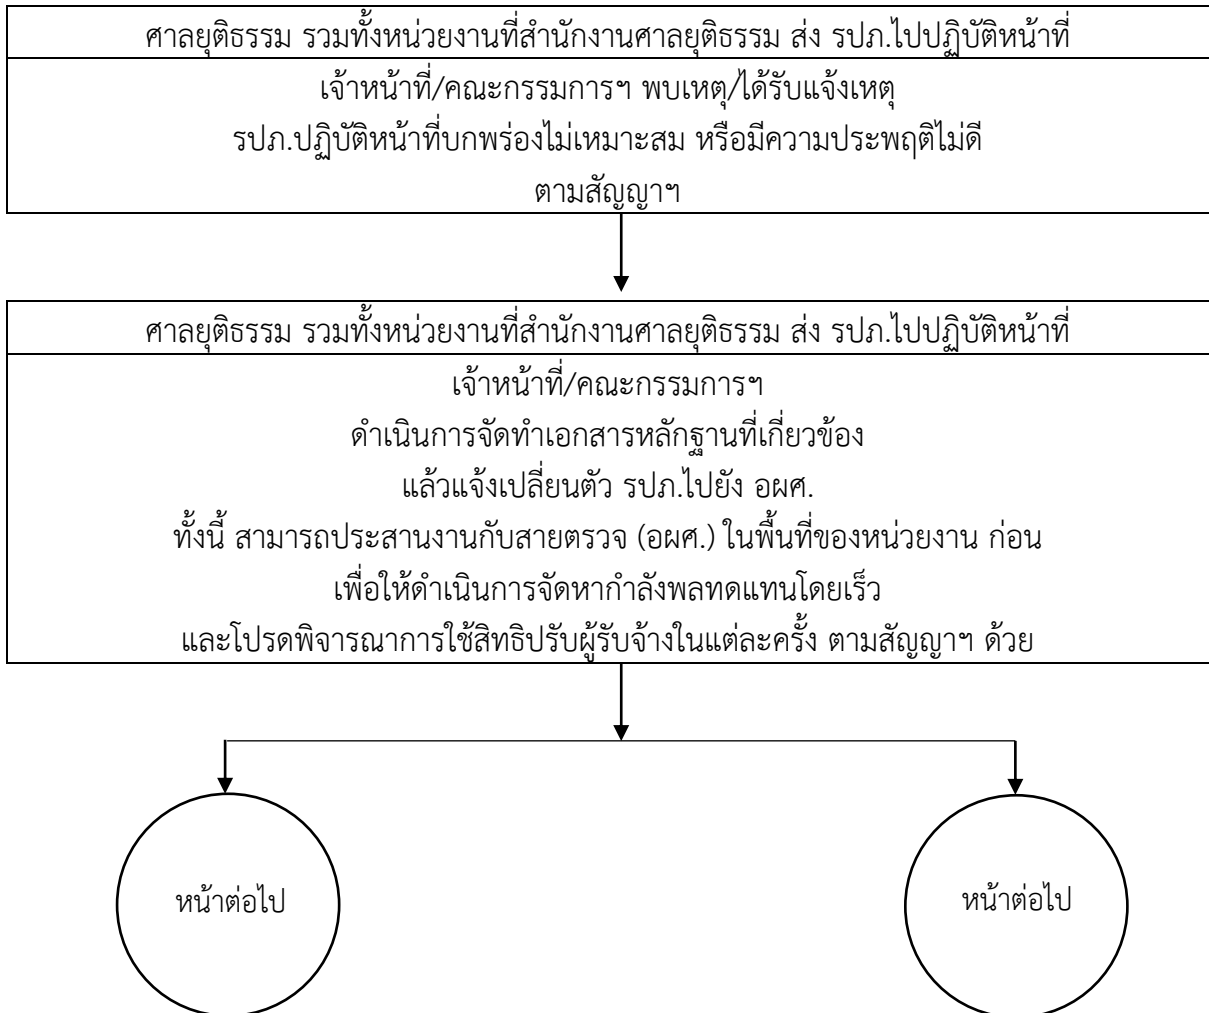 ศาลยุติธรรม รวมทั้งหน่วยงานที่สำนักงานศาลยุติธรรม ส่ง รปภ.ไปปฏิบัติหน้าที่
เจ้าหน้าที่/คณะกรรมการฯ พบเหตุ/ได้รับแจ้งเหตุ
รปภ.ปฏิบัติหน้าที่บกพร่องไม่เหมาะสม หรือมีความประพฤติไม่ดี
ตามสัญญาฯ
ศาลยุติธรรม รวมทั้งหน่วยงานที่สำนักงานศาลยุติธรรม ส่ง รปภ.ไปปฏิบัติหน้าที่
เจ้าหน้าที่/คณะกรรมการฯ
ดำเนินการจัดทำเอกสารหลักฐานที่เกี่ยวข้อง
แล้วแจ้งเปลี่ยนตัว รปภ.ไปยัง อผศ.
ทั้งนี้ สามารถประสานงานกับสายตรวจ (อผศ.) ในพื้นที่ของหน่วยงาน ก่อน
เพื่อให้ดำเนินการจัดหากำลังพลทดแทนโดยเร็ว
และโปรดพิจารณาการใช้สิทธิปรับผู้รับจ้างในแต่ละครั้ง ตามสัญญาฯ ด้วย
หน้าต่อไป
หน้าต่อไป